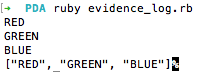 [→ PDA ruby evidence_log.rb
RED
GREEN
BLUE
["RED",_"GREEN", "BLUE"]%